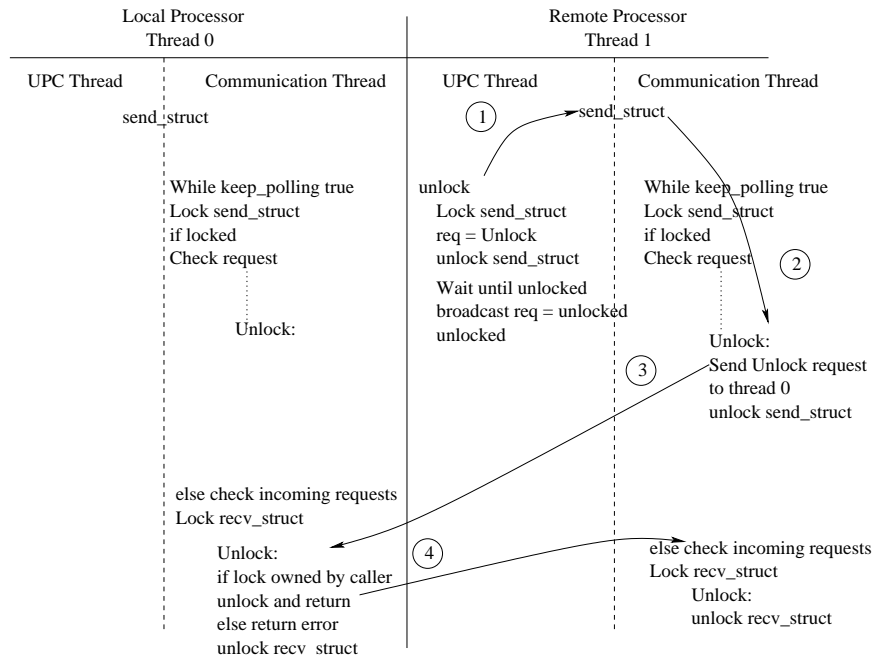 Local Processor
Thread 0
Remote Processor
Thread 1
UPC Thread
Communication Thread
UPC Thread
Communication Thread
send_struct
1
send_struct
While keep_polling true
Lock send_struct
if locked
Check request
Unlock:
unlock
Lock send_struct
req = Unlock
unlock send_struct
Wait until unlocked
broadcast req = unlocked
unlocked
While keep_polling true
Lock send_struct
if locked
Check request
2
Unlock:
Send Unlock request
to thread 0
unlock send_struct
3
else check incoming requests
Lock recv_struct
Unlock:
if lock owned by caller
unlock and return
else return error
unlock recv_struct
4
else check incoming requests
Lock recv_struct
Unlock:
unlock recv_struct